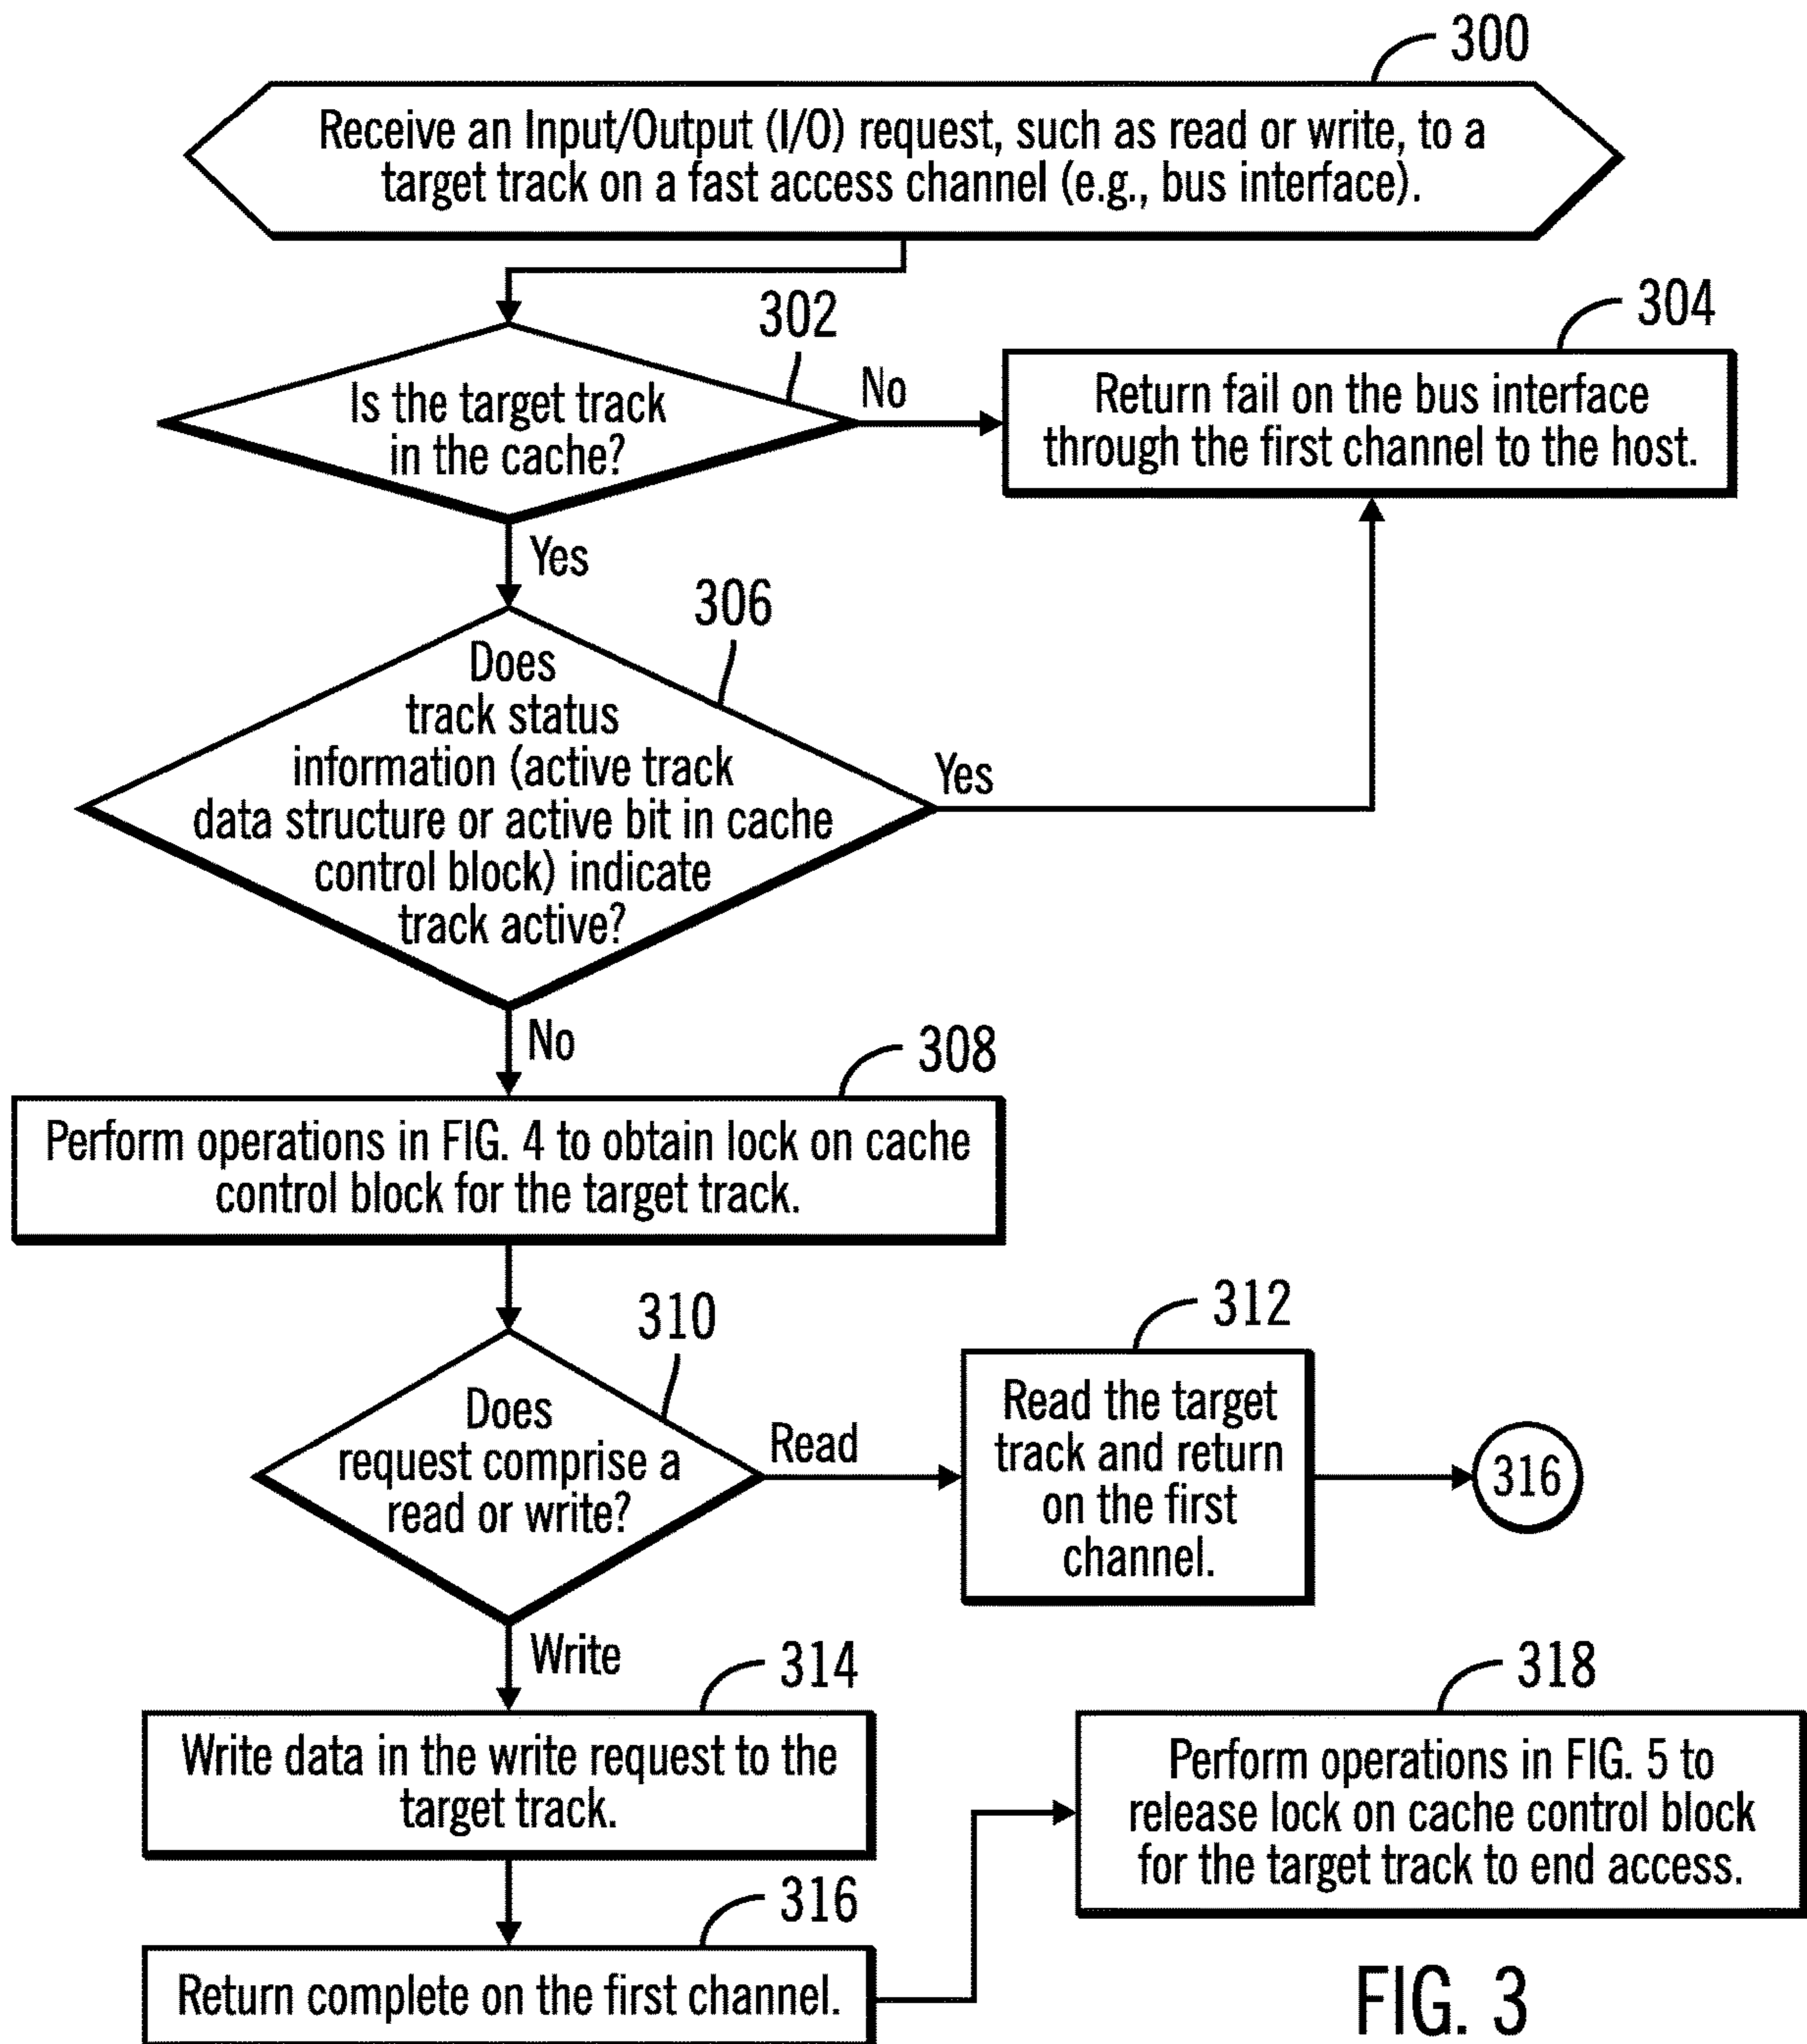 300
Receive an Input/Output (I/O) request, such as read or write, to a
target track on a fast access channel (e.g., bus interface).
302
Is the target track
in the cache?
No
304
Return fail on the bus interface
through the first channel to the host.
Yes
306
Does
track status
information (active track
data structure or active bit in cache
control block) indicate
track active?
Yes
No
308
Perform operations in FIG. 4 to obtain lock on cache
control block for the target track.
310
Does
request comprise a
read or write?
Read
312
Read the target
track and return
on the first
channel.
316
Write
314
Write data in the write request to the
target track.
316
Return complete on the first channel.
318
Perform operations in FIG. 5 to
release lock on cache control block
for the target track to end access.
FIG. 3